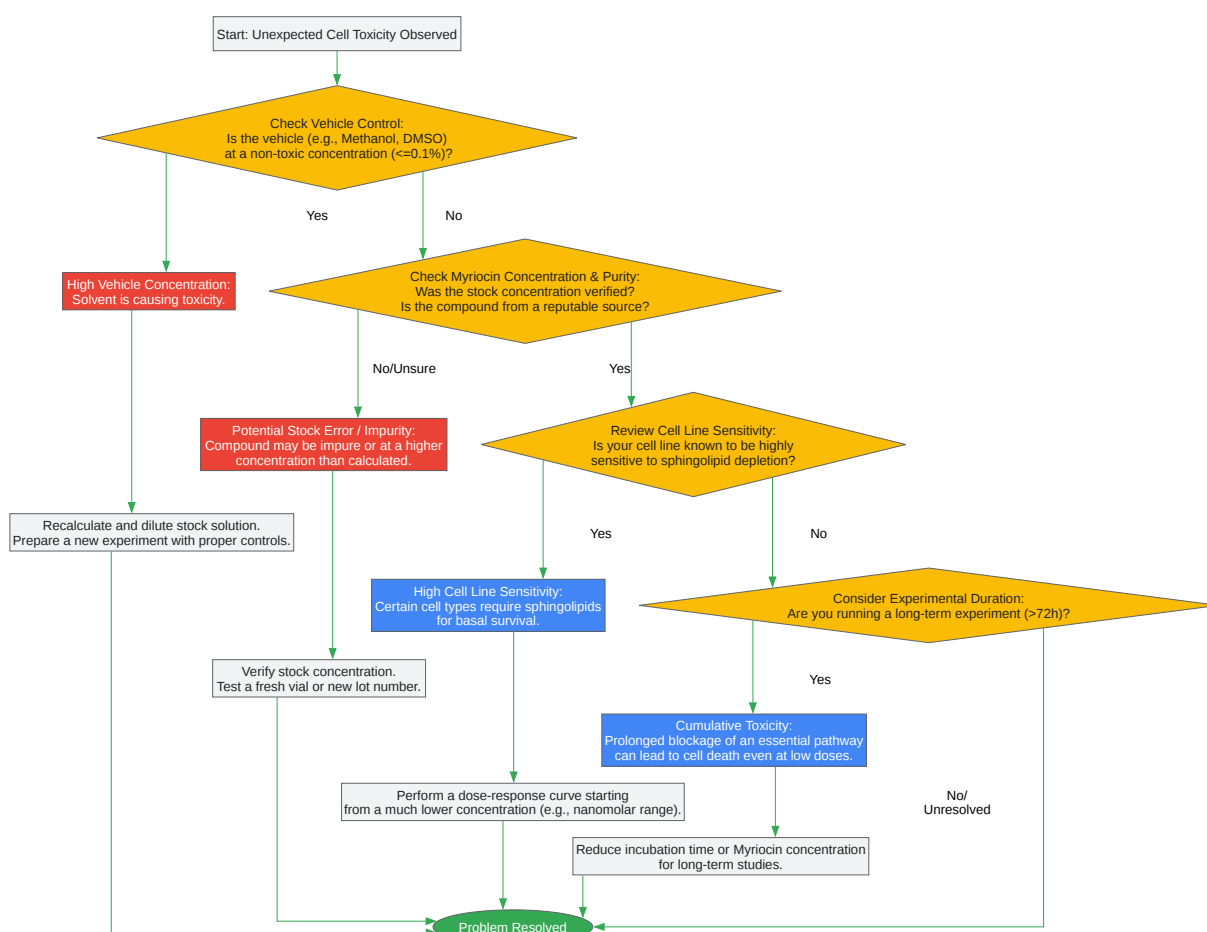 Start: Unexpected Cell Toxicity Observed
Check Vehicle Control:
Is the vehicle (e.g., Methanol, DMSO)
at a non-toxic concentration (<=0.1%)?
Yes
No
High Vehicle Concentration:
Solvent is causing toxicity.
Check Myriocin Concentration & Purity:
Was the stock concentration verified?
Is the compound from a reputable source?
No/Unsure
Yes
Potential Stock Error / Impurity:
Compound may be impure or at a higher
concentration than calculated.
Review Cell Line Sensitivity:
Is your cell line known to be highly
sensitive to sphingolipid depletion?
Recalculate and dilute stock solution.
Prepare a new experiment with proper controls.
Yes
No
High Cell Line Sensitivity:
Certain cell types require sphingolipids
for basal survival.
Consider Experimental Duration:
Are you running a long-term experiment (>72h)?
Verify stock concentration.
Test a fresh vial or new lot number.
Yes
Cumulative Toxicity:
Prolonged blockage of an essential pathway
can lead to cell death even at low doses.
Perform a dose-response curve starting
from a much lower concentration (e.g., nanomolar range).
No/
Unresolved
Reduce incubation time or Myriocin concentration
for long-term studies.
Problem Resolved